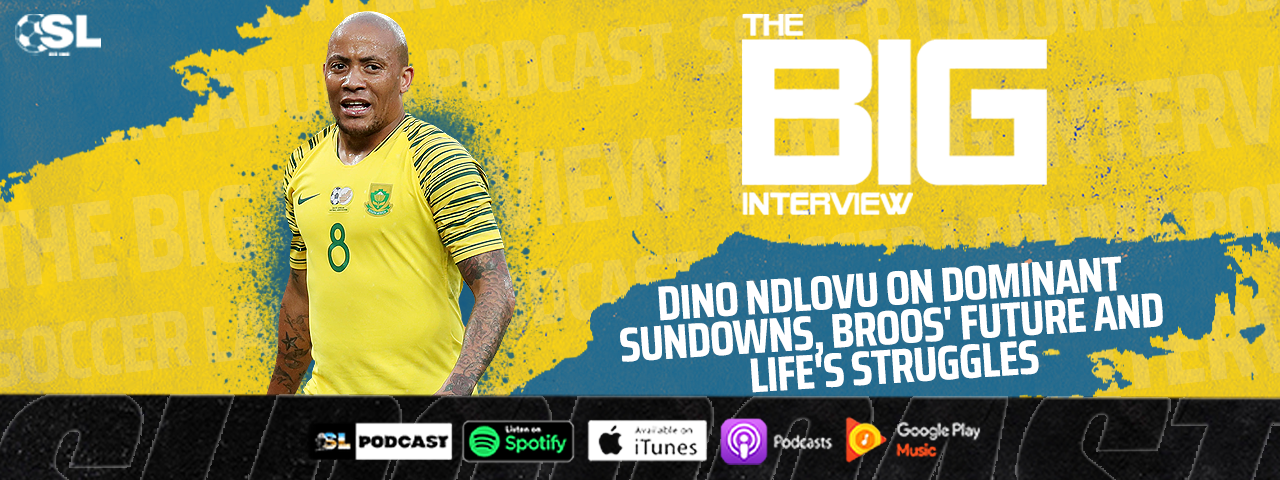 SL
THE
BIG
INTERVIEW
8
DINO NDLOVU ON DOMINANT
SUNDOWNS, BROOS' FUTURE AND
LIFE'S STRUGGLES
SL PODCAST
Listen on
Spotify
Available on
iTunes
Podcasts
Google Play
Music